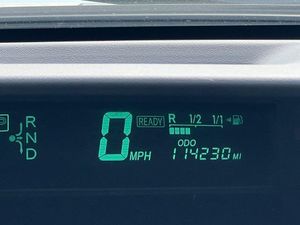 R
N
D
0 MPH
READY
R 1/2 1/1
ODO
114230 MI